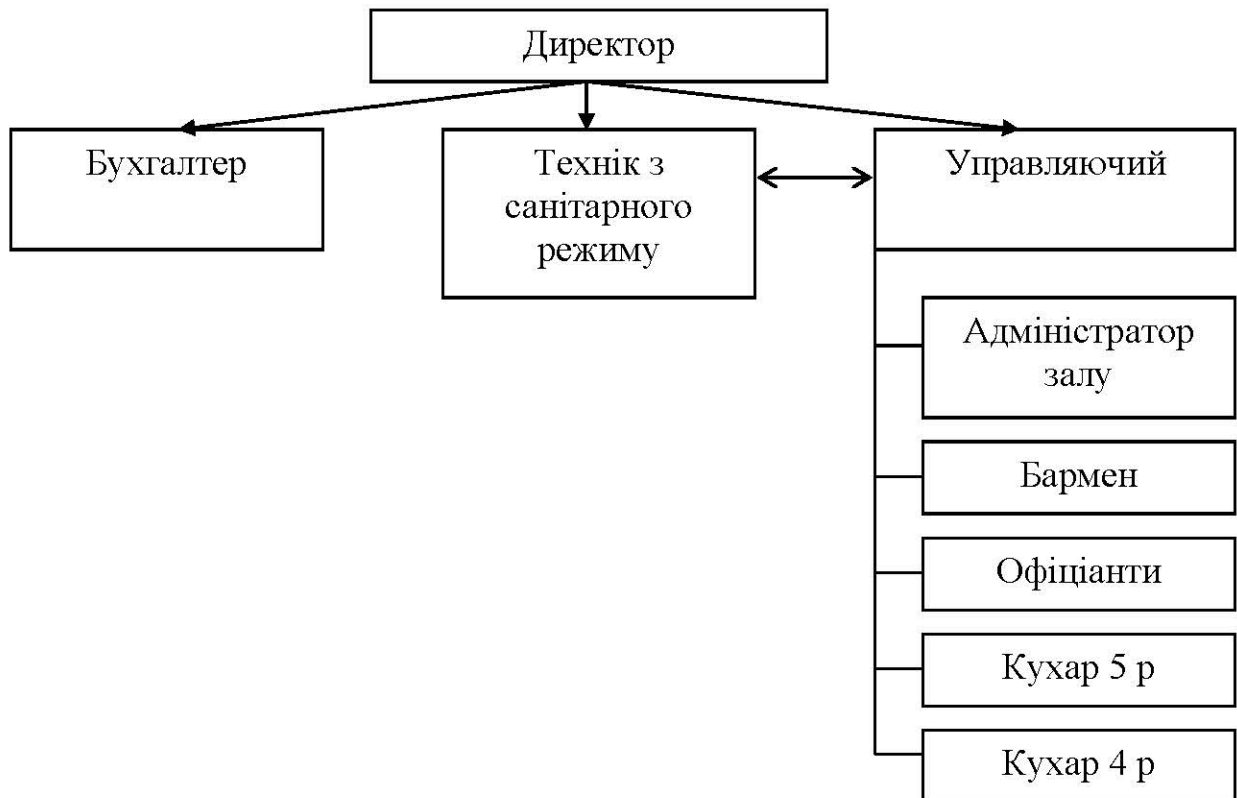 Директор
Бухгалтер
Технік з
санітарного
режиму
Управляючий
Адміністратор
залу
Бармен
Офіціанти
Кухар 5 р
Кухар 4 р